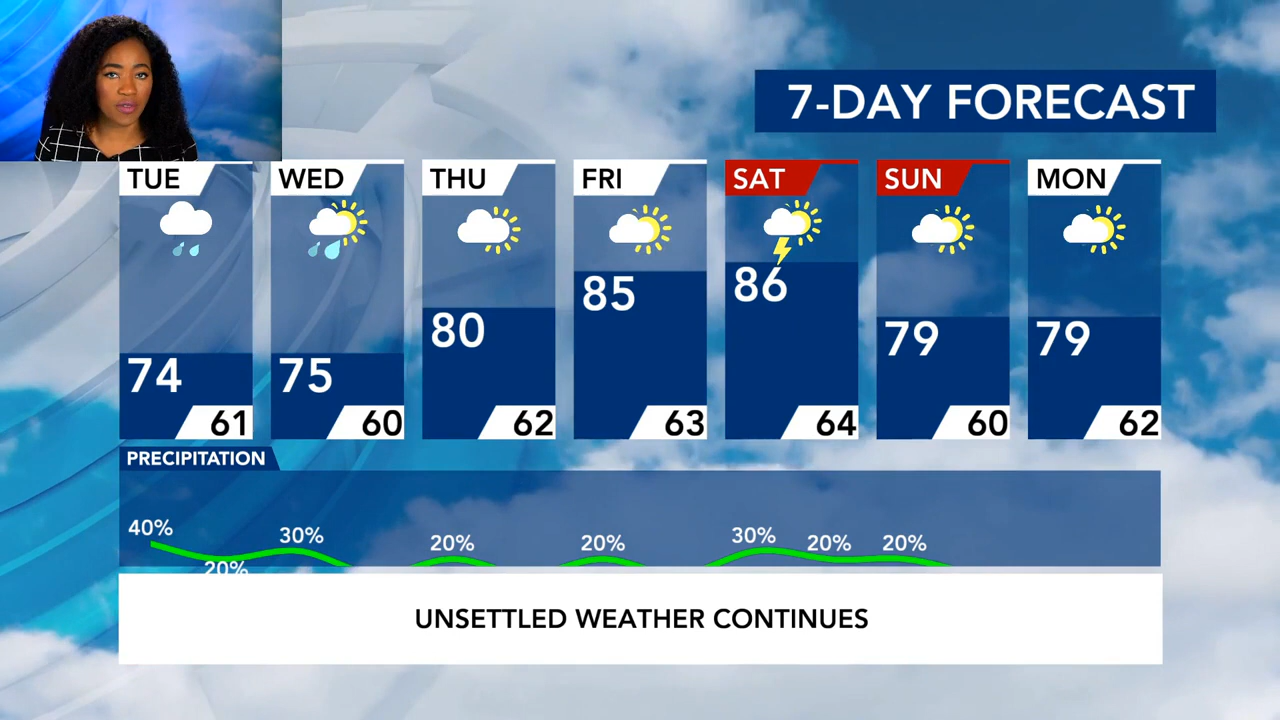 7-DAY FORECAST
TUE WED THU FRI SAT SUN MON
74 75 80 85 86 79 79
61 60 62 63 64 60 62
PRECIPITATION
40% 20% 30% 20% 20% 30% 20% 20%
UNSETTLED WEATHER CONTINUES